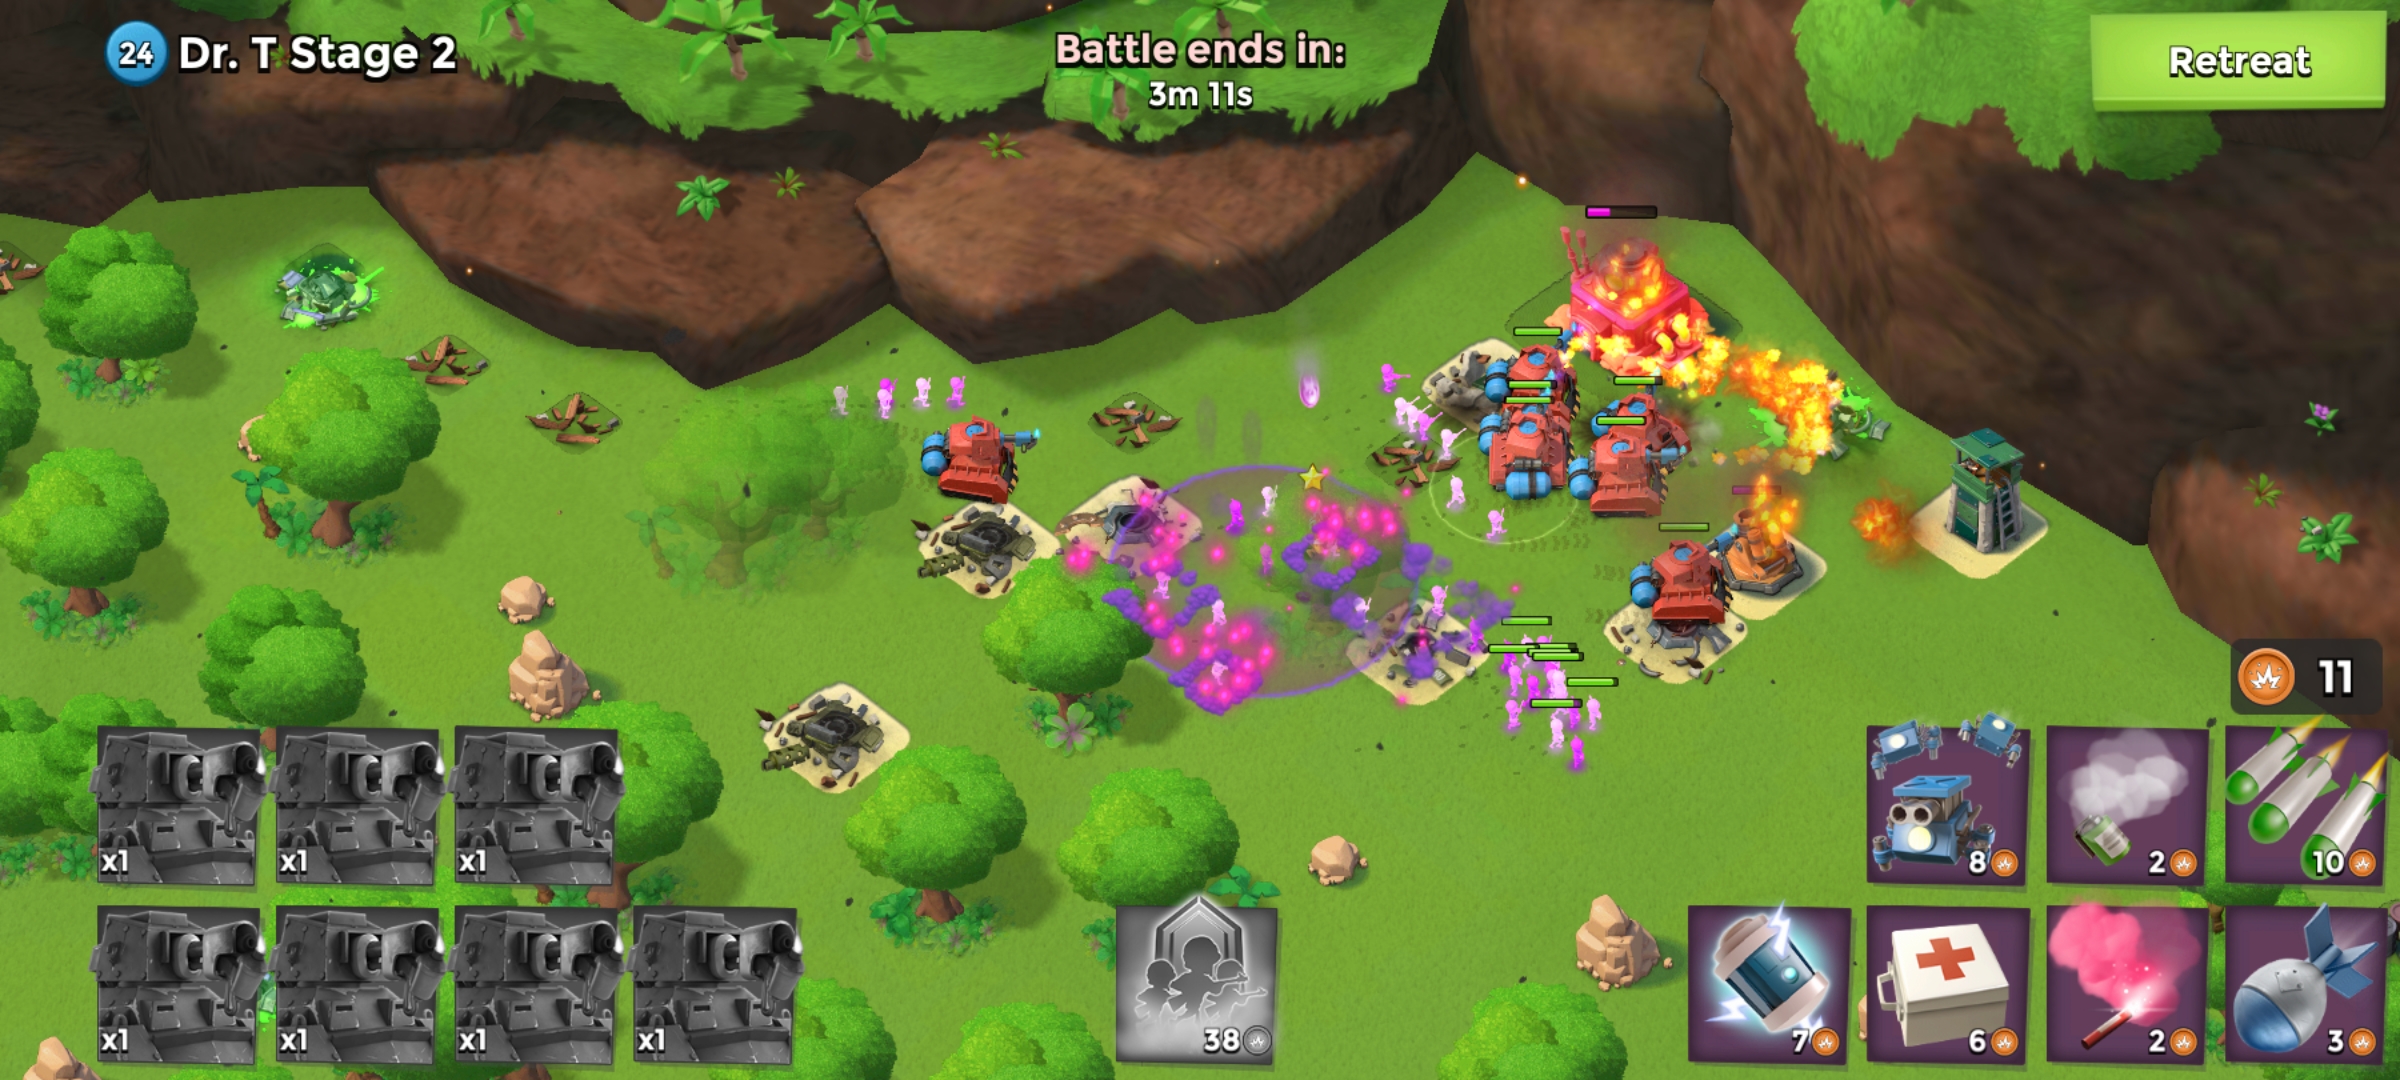 24 Dr. T Stage 2
Battle ends in:
3m 11s
Retreat
11
x1 x1 x1
8 2 10
x1 x1 x1 x1
38
7 6 2 3